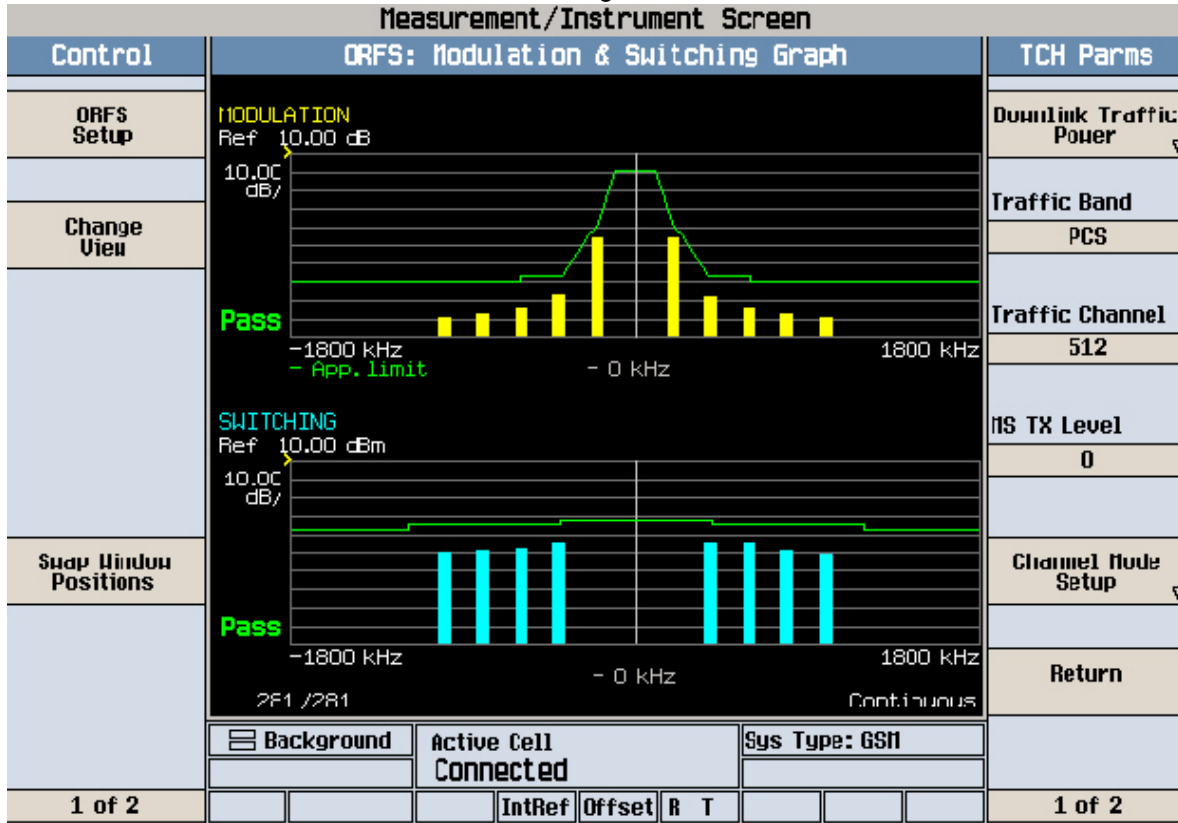 Measurement/Instrument Screen
Control
ORFS: Modulation & Switching Graph
TCH Parms
ORFS
Setup
Change
View
Swap Window
Positions
1 of 2
MODULATION
Ref 10.00 dB
10.00
dB/
Pass
-1800 kHz
1800 kHz
- App.limit
- 0 kHz
SWITCHING
Ref 10.00 dBm
10.00
dB/
Pass
-1800 kHz
1800 kHz
- 0 kHz
281 /281
Continuous
Background
Active Cell
Connected
Sys Type: GSM
IntRef
Offset
R T
Downlink Traffic
Power
Traffic Band
PCS
Traffic Channel
512
MS TX Level
0
Channel Mode
Setup
Return
1 of 2